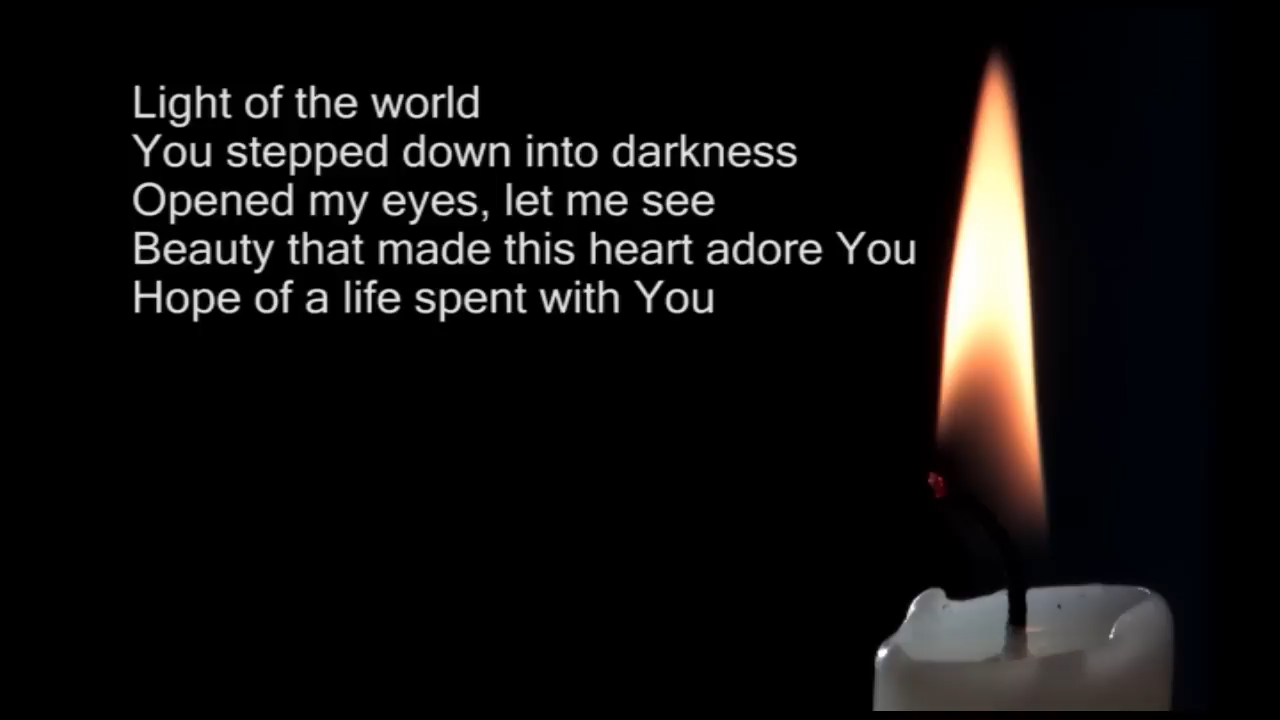 Light of the world
You stepped down into darkness
Opened my eyes, let me see
Beauty that made this heart adore You
Hope of a life spent with You